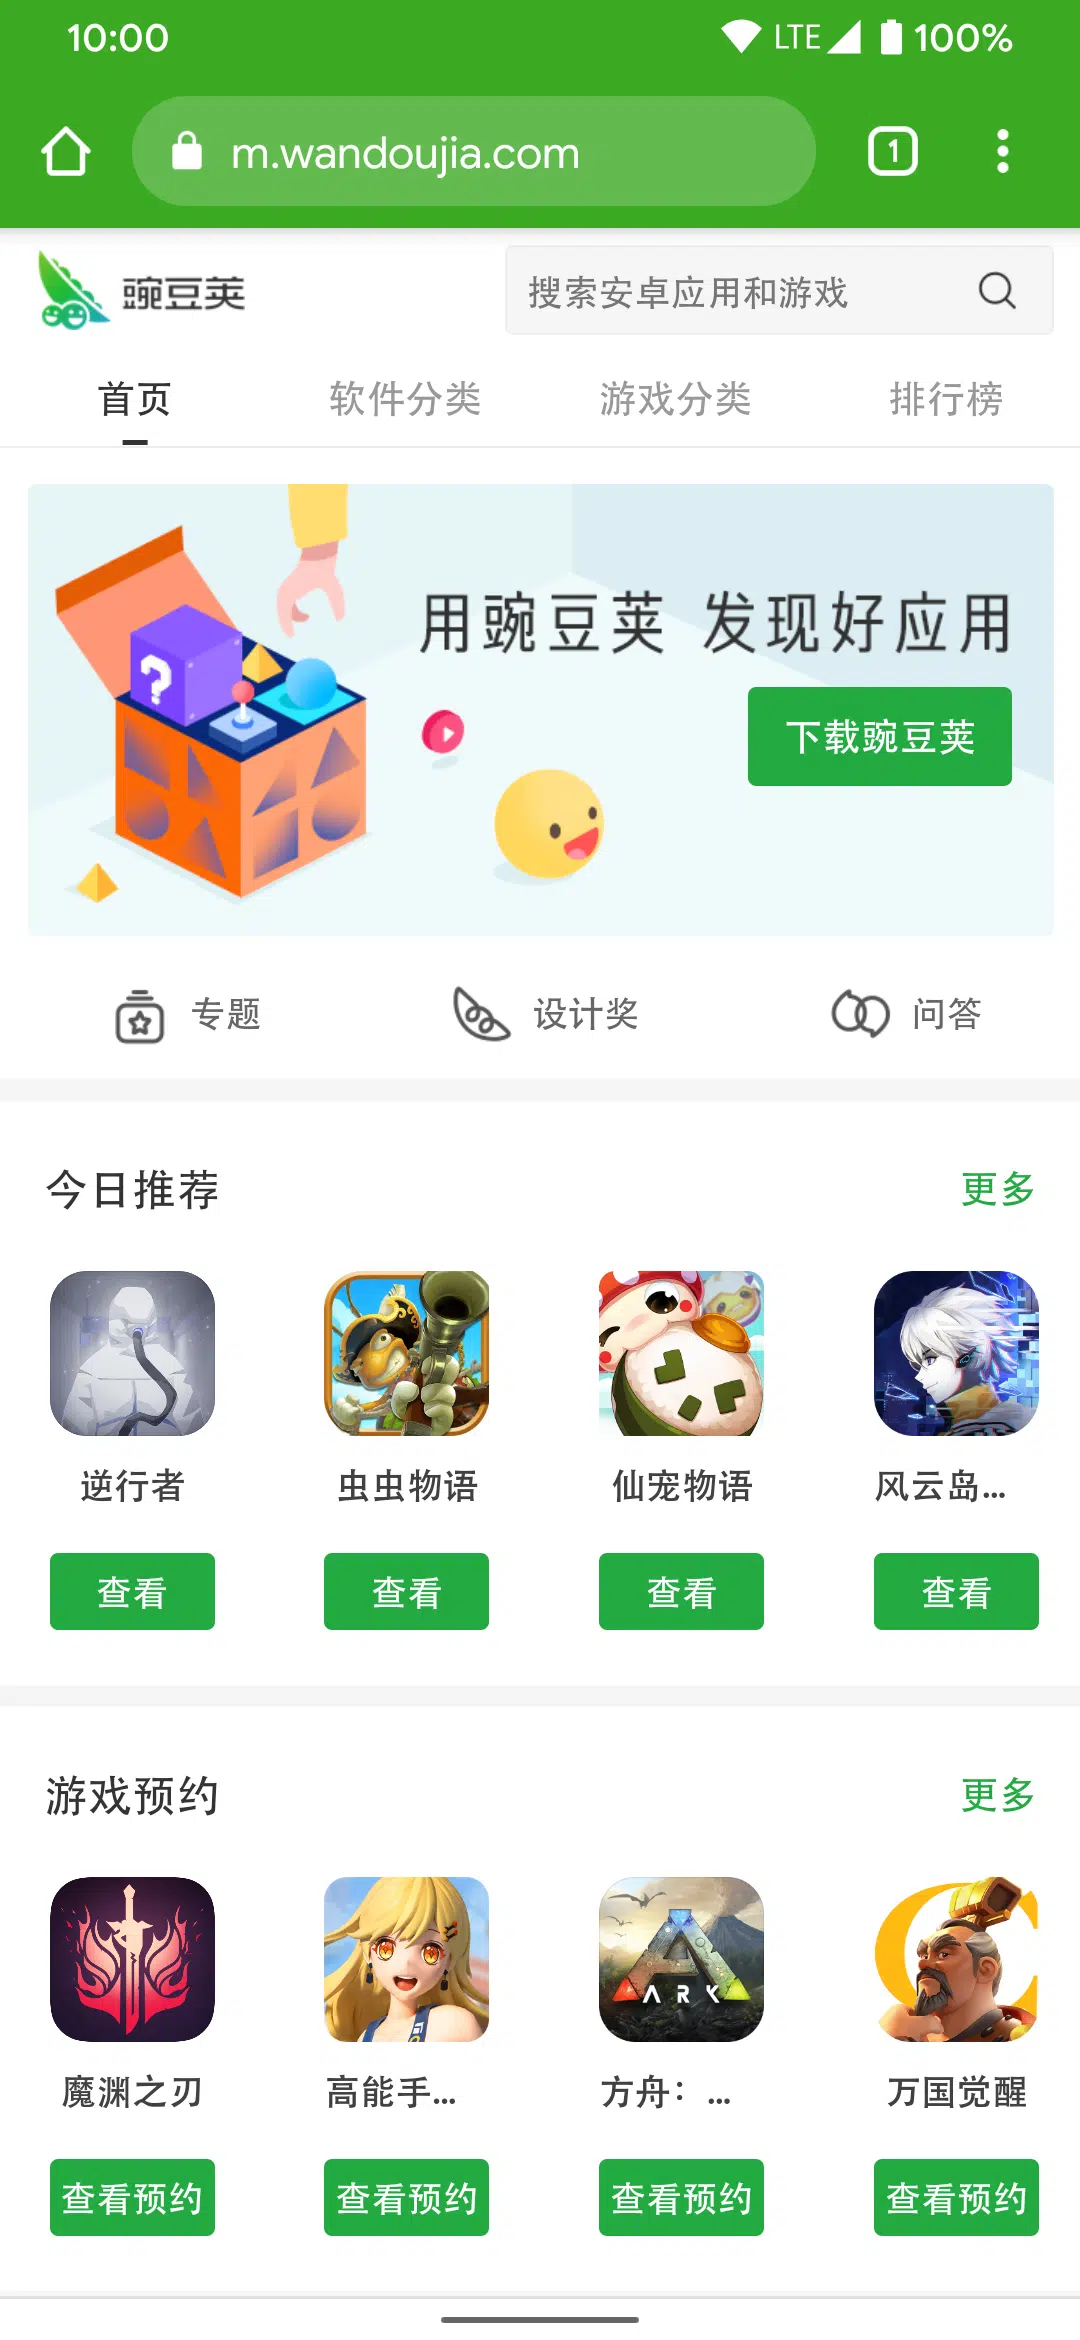 10:00 LTE 100%
m.wandoujia.com 1
豌豆荚 搜索安卓应用和游戏
首页 软件分类 游戏分类 排行榜
用豌豆荚 发现好应用
下载豌豆荚
?
专题 设计奖 问答
今日推荐 更多
逆行者 虫虫物语 仙宠物语 风云岛...
查看 查看 查看 查看
游戏预约 更多
ARK
魔渊之刃 高能手... 方舟：... 万国觉醒
查看预约 查看预约 查看预约 查看预约